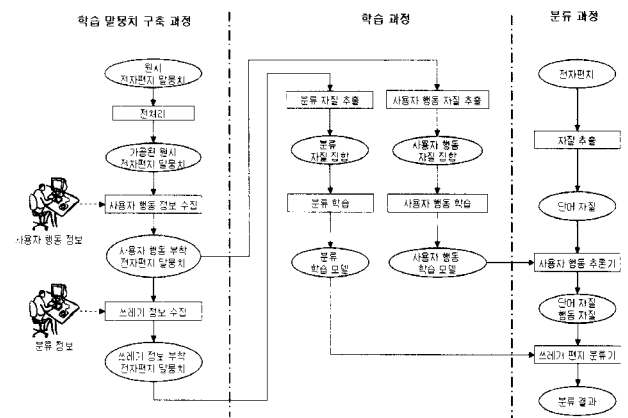 학습 말뭉치 구축 과정
원시
전자편지 말뭉치
전처리
가공된 원시
전자편지 말뭉치
사용자 행동 정보 수집
사용자 행동 정보
사용자 행동 부착
전자편지 말뭉치
쓰레기 정보 수집
분류 정보
쓰레기 정보 부착
전자편지 말뭉치
학습 과정
분류 자질 추출
사용자 행동 자질 추출
분류
자질 집합
사용자 행동
자질 집합
분류 학습
사용자 행동 학습
분류
학습 모델
사용자 행동
학습 모델
분류 과정
전자편지
자질 추출
단어 자질
사용자 행동 추론기
단어 자질
행동 자질
쓰레기 편지 분류기
분류 결과